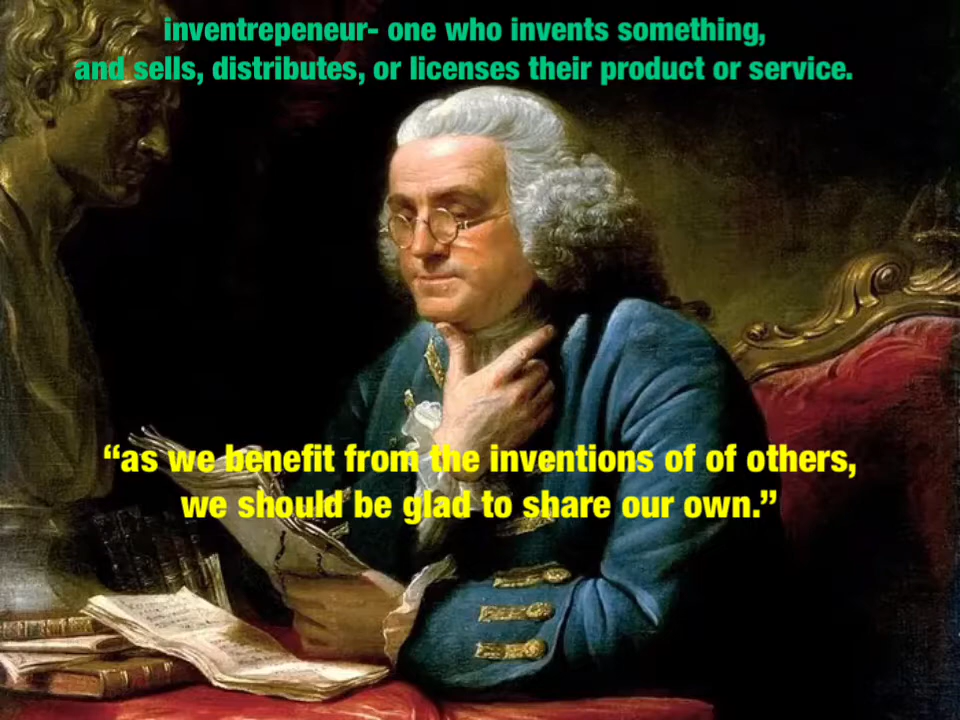 inventrepeneur- one who invents something,
and sells, distributes, or licenses their product or service.
“as we benefit from the inventions of of others,
we should be glad to share our own.”